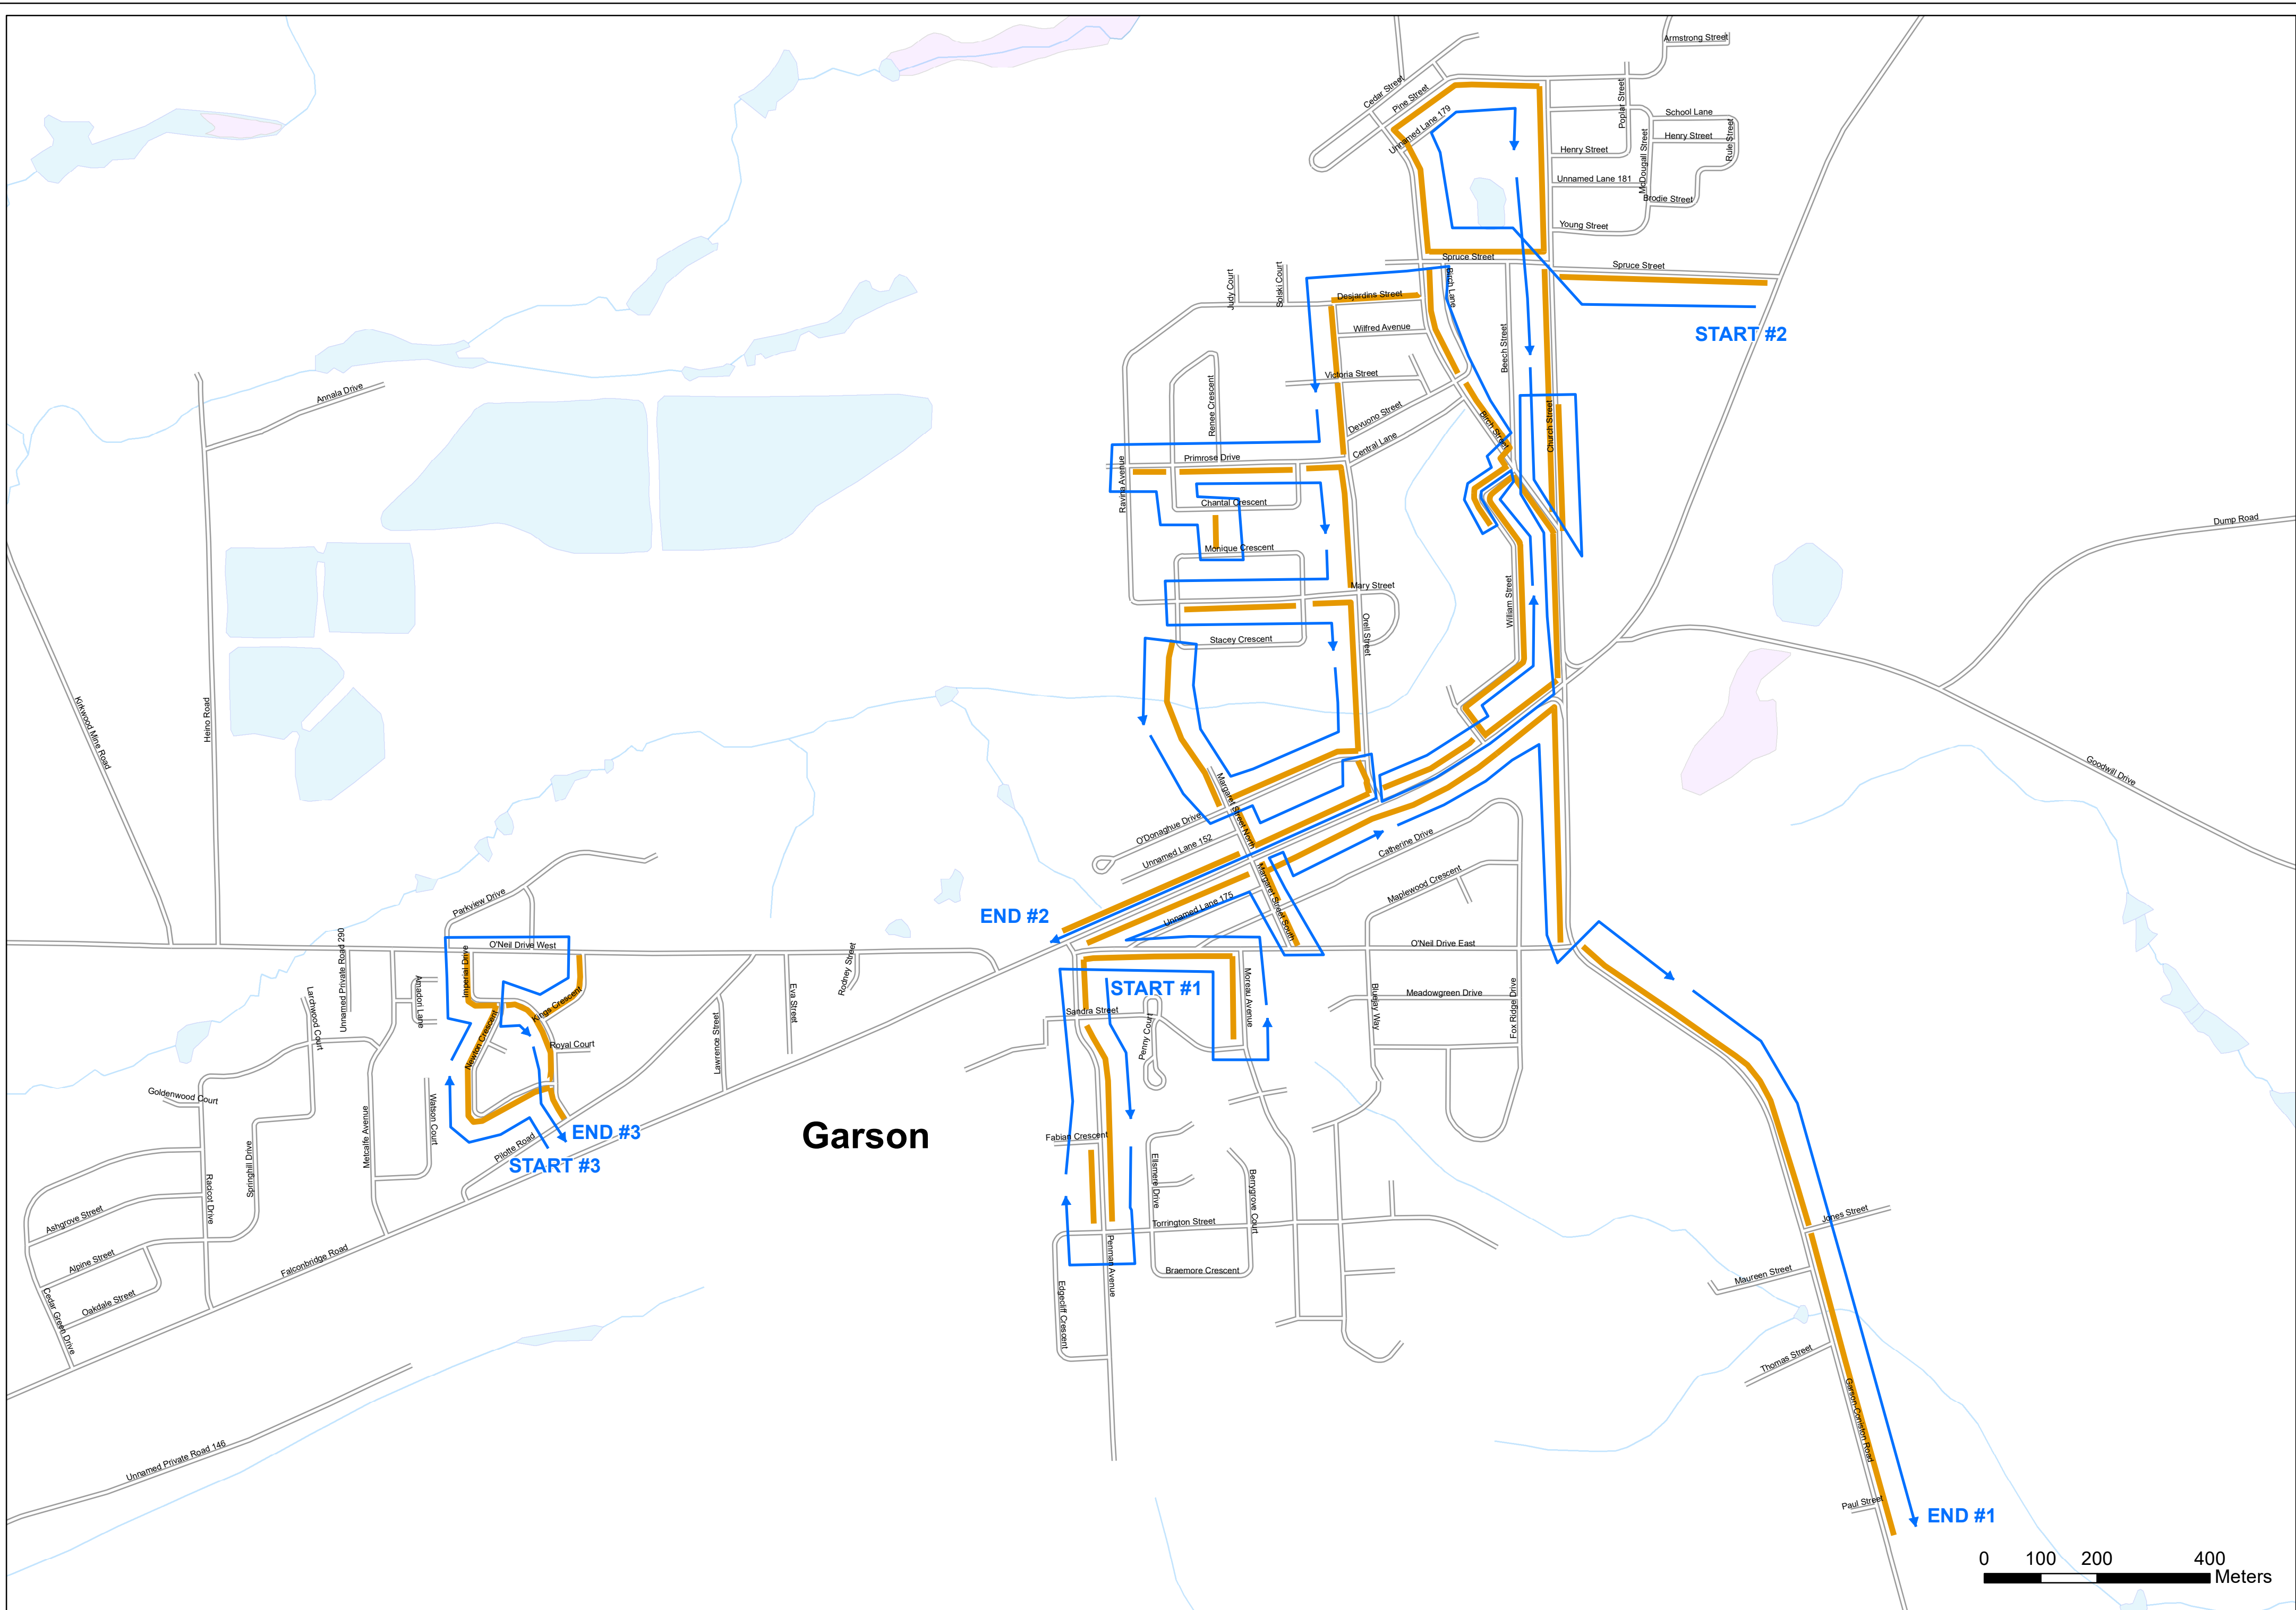 Armstrong Street
Cedar Street
Pine Street
Poplar Street
Unnamed Lane 179
School Lane
Henry Street
Rule Street
McDougall Street
Henry Street
Unnamed Lane 181
Brodie Street
Young Street
Spruce Street
Spruce Street
Judy Court
Solski Court
Birch Lane
Desjardins Street
START #2
Wilfred Avenue
Beech Street
Victoria Street
Annala Drive
Renee Crescent
Devuono Street
Birch Street
Church Street
Central Lane
Primrose Drive
Ravina Avenue
Chantal Crescent
Dump Road
Monique Crescent
Mary Street
William Street
Orell Street
Stacey Crescent
Kirkwood Mine Road
Heino Road
Goodwill Drive
Margaret Street North
O'Donaghue Drive
Unnamed Lane 152
Catherine Drive
Maplewood Crescent
Margaret Street South
Unnamed Lane 175
END #2
Parkview Drive
O'Neil Drive West
O'Neil Drive East
Unnamed Private Road 290
Imperial Drive
Amadori Lane
Rodney Street
Eva Street
Larchwood Court
START #1
Moreau Avenue
Bluejay Way
Meadowgreen Drive
Fox Ridge Drive
Kings Crescent
Newton Crescent
Royal Court
Sandra Street
Penny Court
Lawrence Street
Goldenwood Court
Watson Court
Metcalfe Avenue
END #3
Garson
Pilotte Road
START #3
Fabian Crescent
Ellsmere Drive
Berrygrove Court
Springhill Drive
Racicot Drive
Ashgrove Street
Torrington Street
Jones Street
Alpine Street
Falconbridge Road
Penman Avenue
Braemore Crescent
Maureen Street
Oakdale Street
Cedar Green Drive
Edgecliff Crescent
Thomas Street
Garson-Coniston Road
Unnamed Private Road 146
Paul Street
END #1
0 100 200 400
Meters